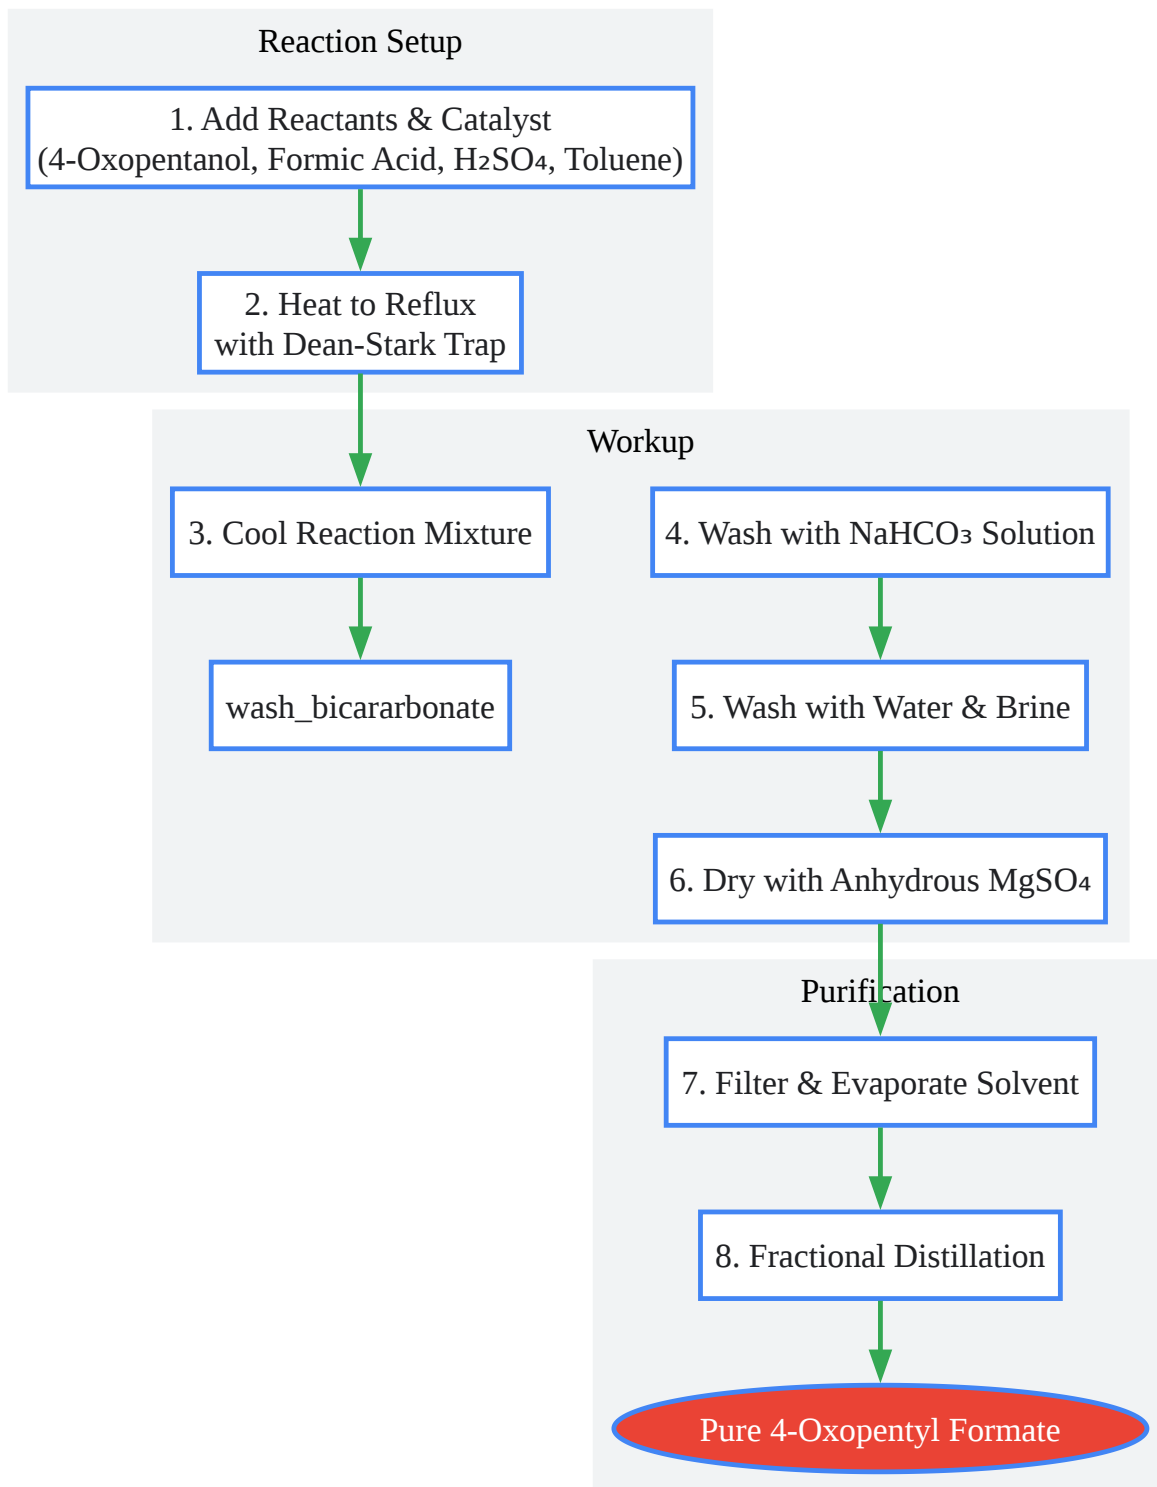 Reaction Setup
1. Add Reactants & Catalyst
(4-Oxopentanol, Formic Acid, H₂SO₄, Toluene)
2. Heat to Reflux
with Dean-Stark Trap
Workup
3. Cool Reaction Mixture
wash_bicararbonate
4. Wash with NaHCO₃ Solution
5. Wash with Water & Brine
6. Dry with Anhydrous MgSO₄
Purification
7. Filter & Evaporate Solvent
8. Fractional Distillation
Pure 4-Oxopentyl Formate